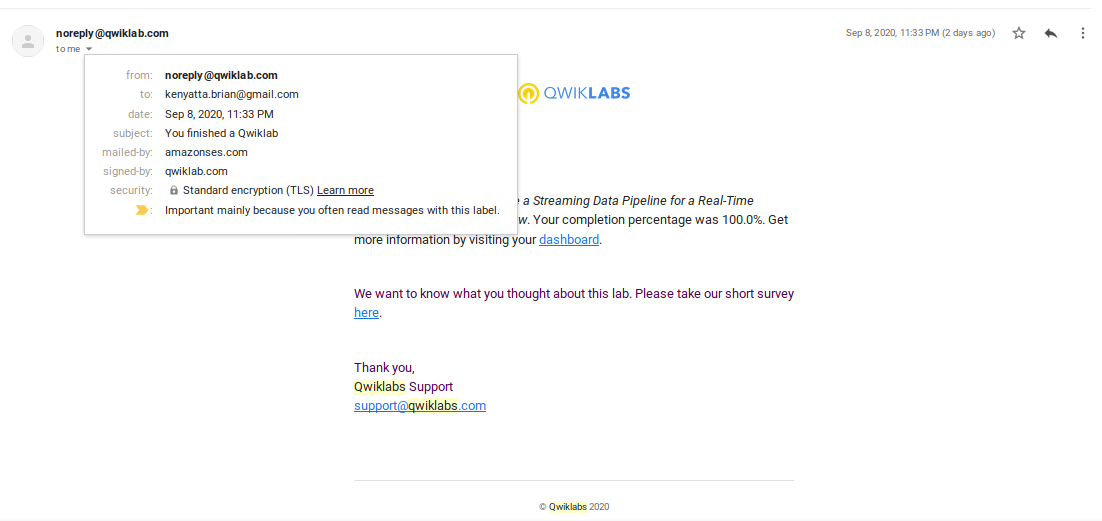 noreply@qwiklab.com
Sep 8, 2020, 11:33 PM (2 days ago)
to me
from: noreply@qwiklab.com
to: kenyatta.brian@gmail.com
date: Sep 8, 2020, 11:33 PM
subject: You finished a Qwiklab
mailed-by: amazonses.com
signed-by: qwiklab.com
security: Standard encryption (TLS) Learn more
: Important mainly because you often read messages with this label.
QWIKLABS
a Streaming Data Pipeline for a Real-Time
. Your completion percentage was 100.0%. Get
more information by visiting your dashboard.
We want to know what you thought about this lab. Please take our short survey
here.
Thank you,
Qwiklabs Support
support@qwiklabs.com
© Qwiklabs 2020